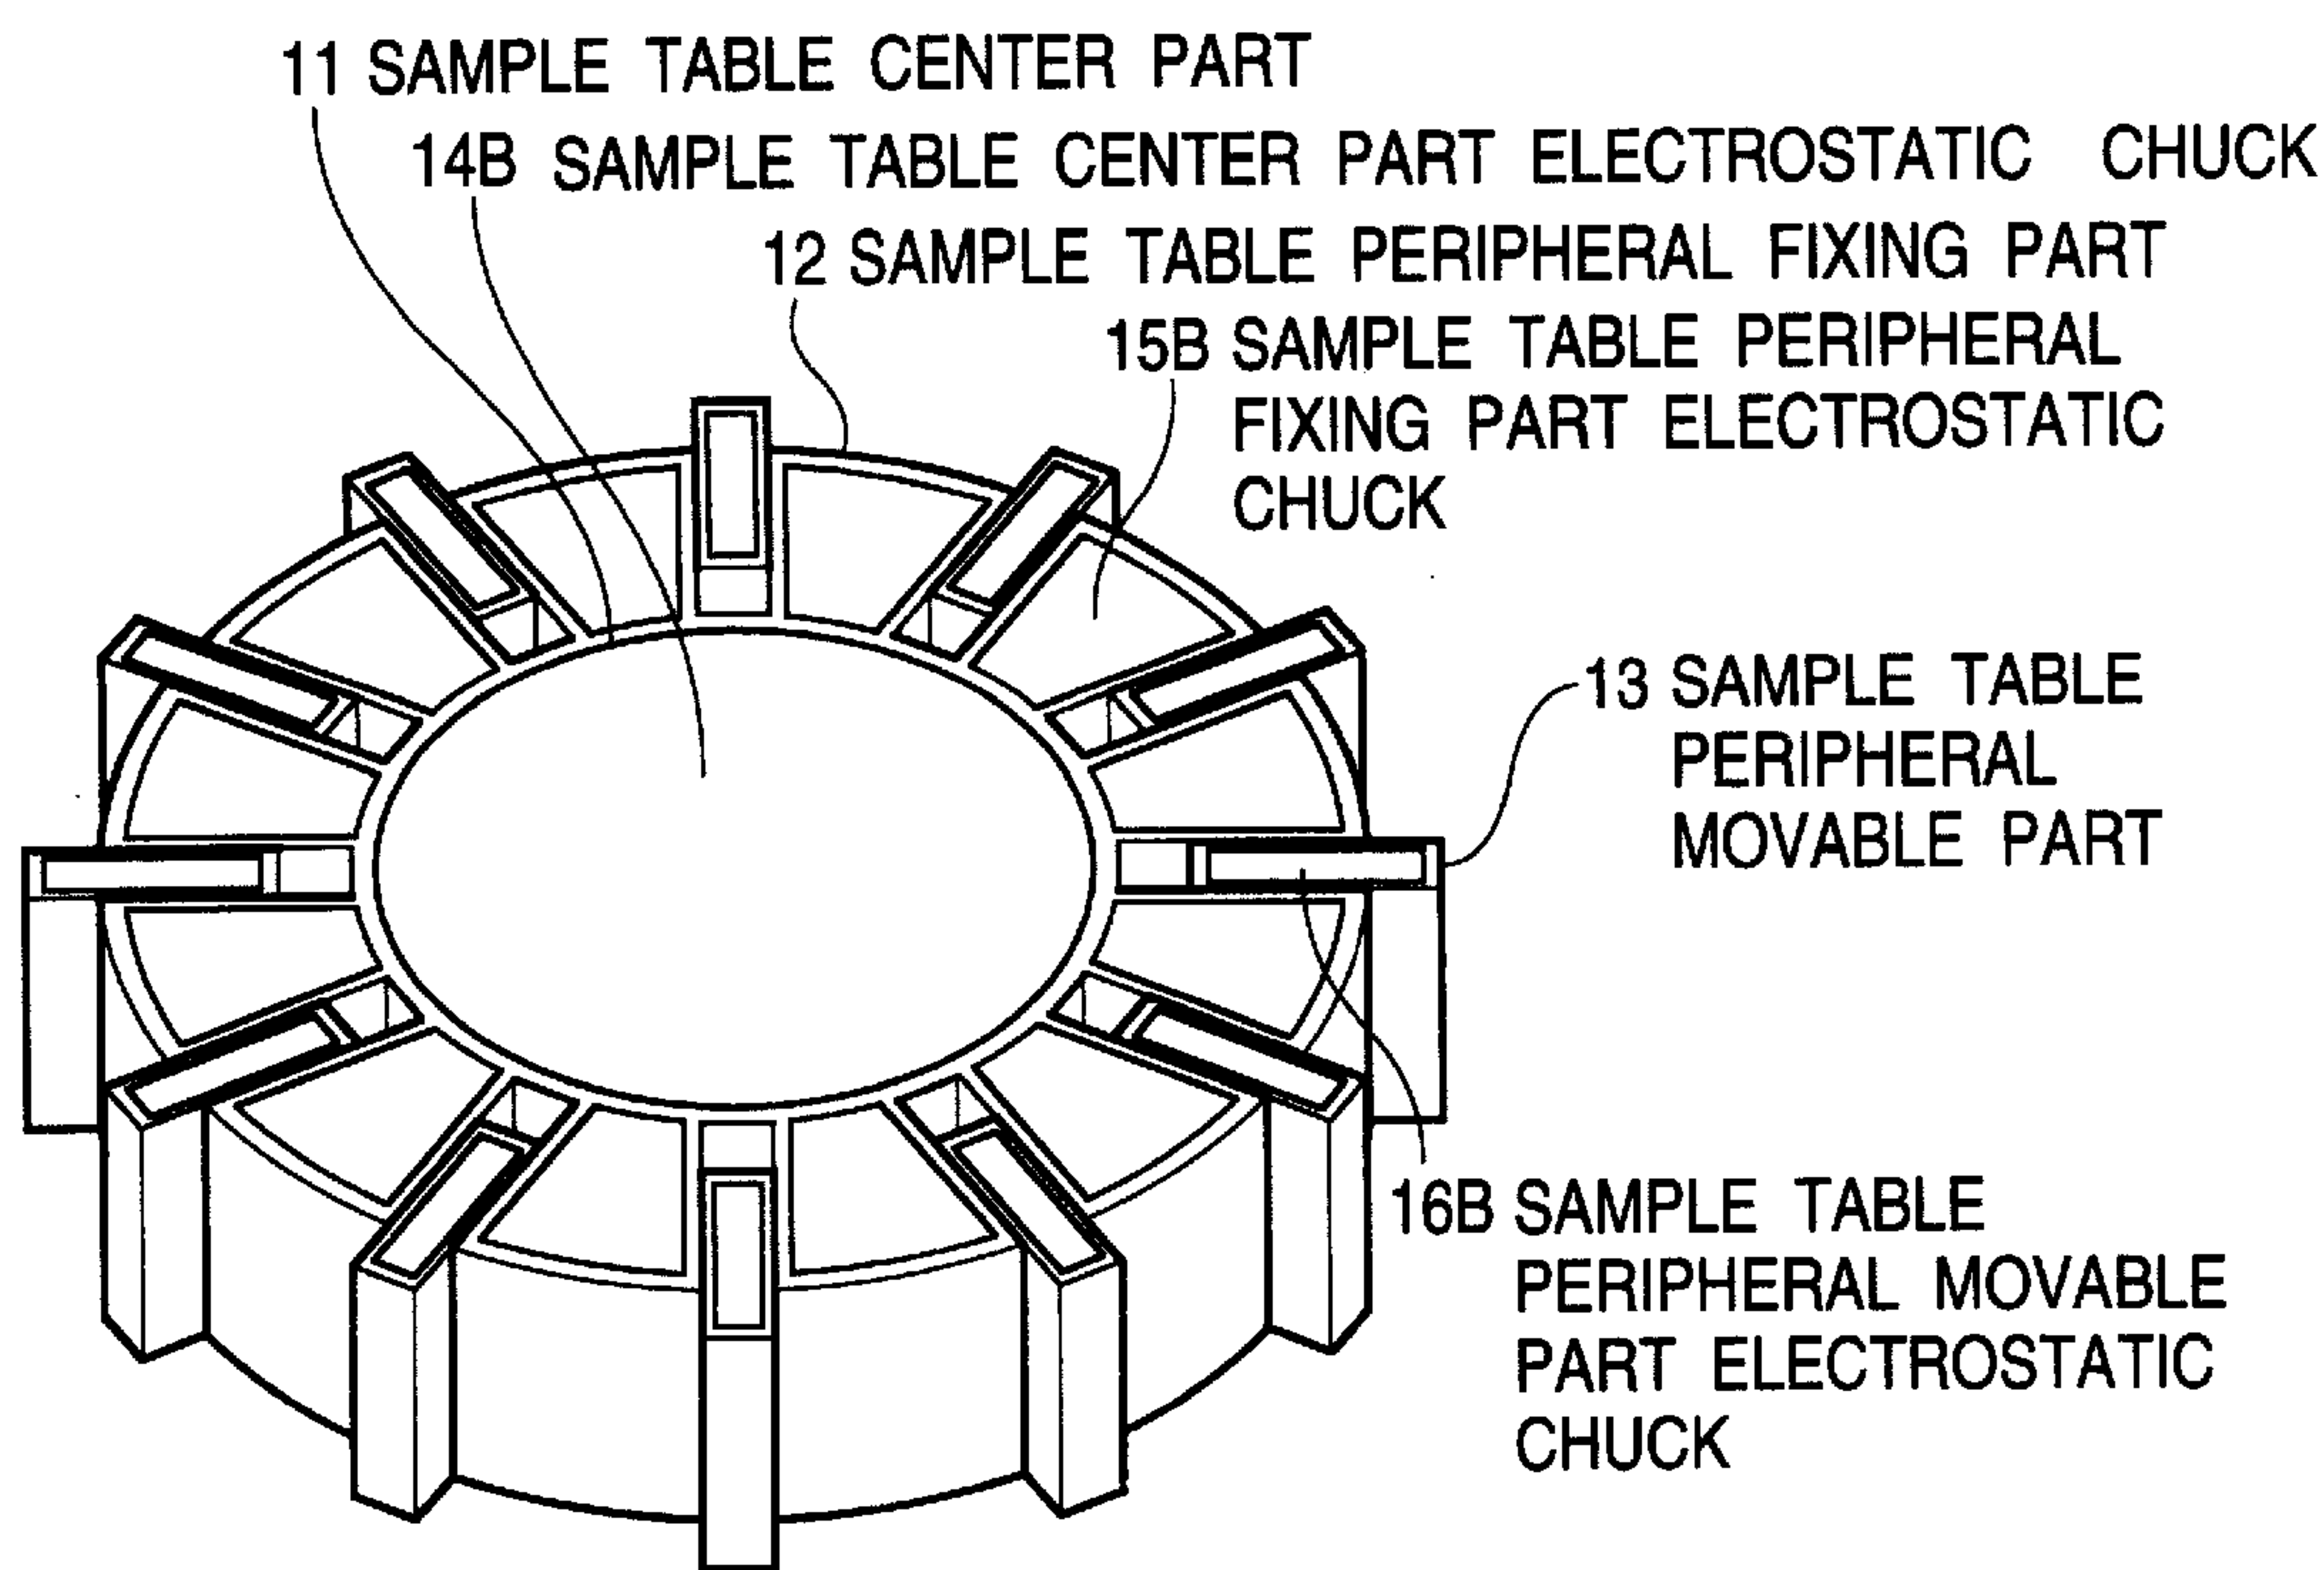 11 SAMPLE TABLE CENTER PART
14B SAMPLE TABLE CENTER PART ELECTROSTATIC CHUCK
12 SAMPLE TABLE PERIPHERAL FIXING PART
15B SAMPLE TABLE PERIPHERAL
FIXING PART ELECTROSTATIC
CHUCK
13 SAMPLE TABLE
PERIPHERAL
MOVABLE PART
16B SAMPLE TABLE
PERIPHERAL MOVABLE
PART ELECTROSTATIC
CHUCK